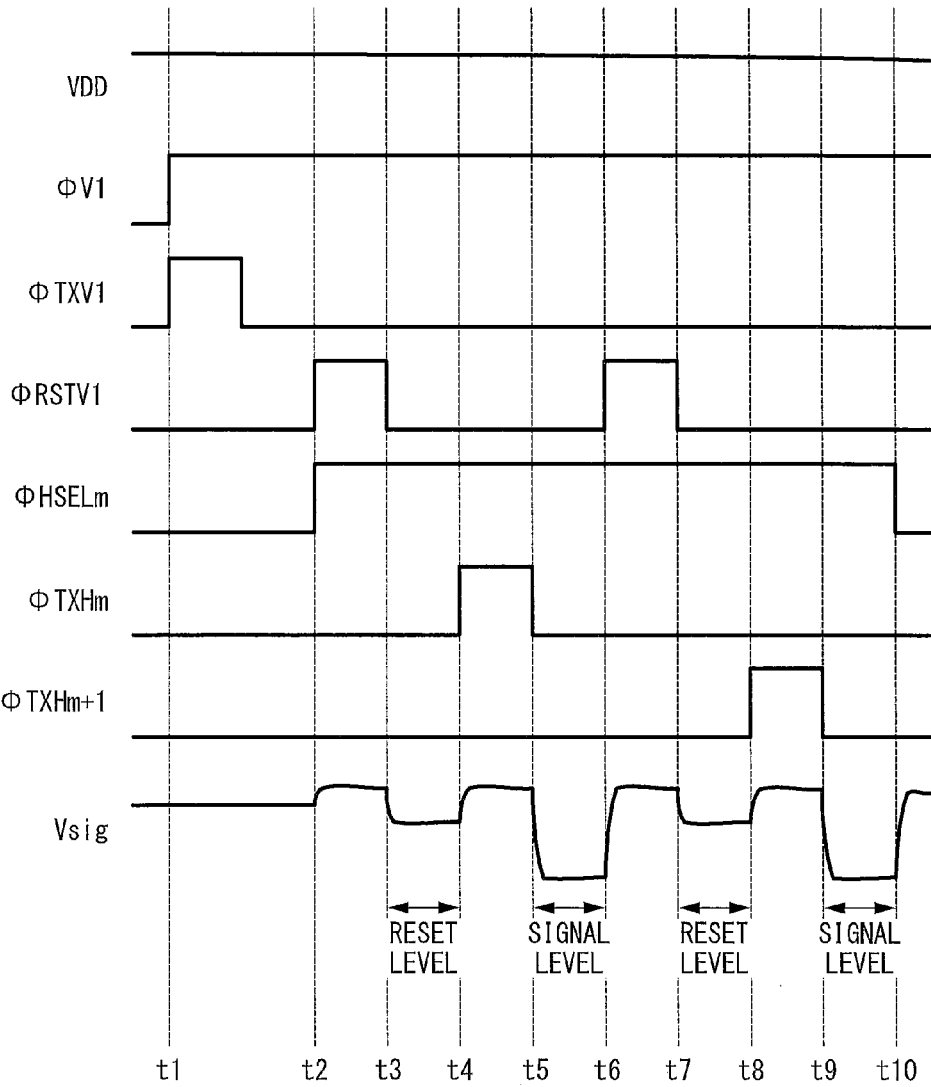 VDD
ΦV1
ΦTXV1
ΦRSTV1
ΦHSELm
ΦTXHm
ΦTXHm+1
Vsig
RESET LEVEL
SIGNAL LEVEL
RESET LEVEL
SIGNAL LEVEL
t1 t2 t3 t4 t5 t6 t7 t8 t9 t10